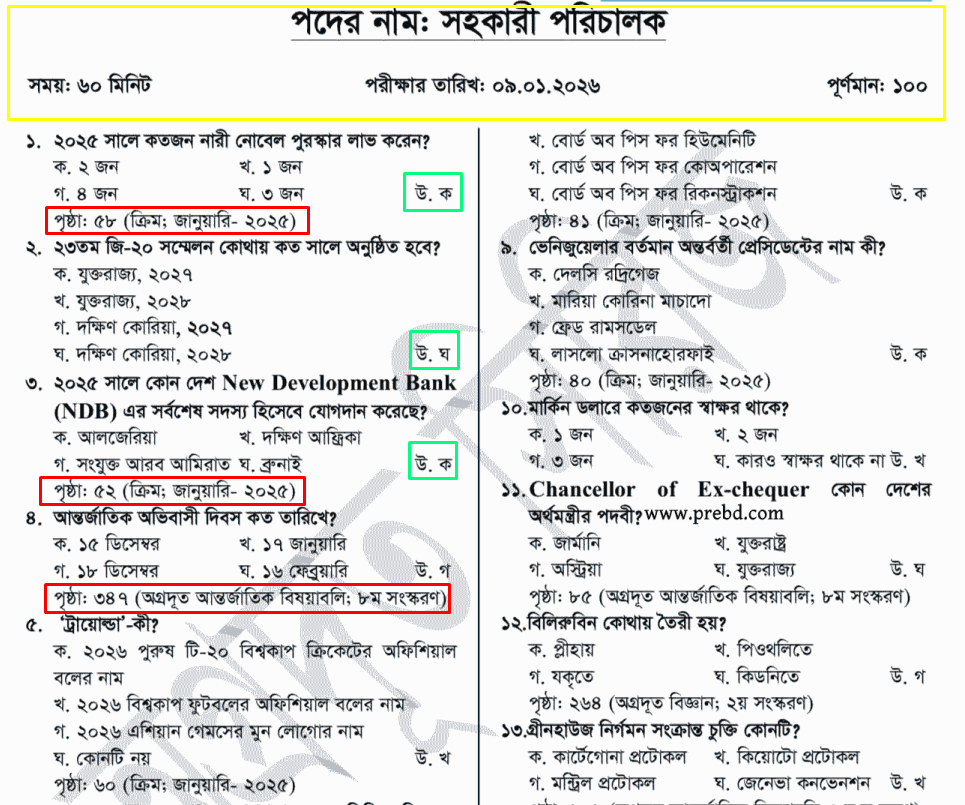 পদের নাম: সহকারী পরিচালক
সময়: ৬০ মিনিট পরীক্ষার তারিখ: ০৯.০১.২০২৬ পূর্ণমান: ১০০
১. ২০২৫ সালে কতজন নারী নোবেল পুরস্কার লাভ করেন?
ক. ২ জন খ. ১ জন
গ. ৪ জন ঘ. ৩ জন উ. ক
পৃষ্ঠা: ৫৮ (ক্রিম; জানুয়ারি- ২০২৫)
২. ২৩তম জি-২০ সম্মেলন কোথায় কত সালে অনুষ্ঠিত হবে?
ক. যুক্তরাজ্য, ২০২৭
খ. যুক্তরাজ্য, ২০২৮
গ. দক্ষিণ কোরিয়া, ২০২৭
ঘ. দক্ষিণ কোরিয়া, ২০২৮ উ. ঘ
৩. ২০২৫ সালে কোন দেশ New Development Bank
(NDB) এর সর্বশেষ সদস্য হিসেবে যোগদান করেছে?
ক. আলজেরিয়া খ. দক্ষিণ আফ্রিকা
গ. সংযুক্ত আরব আমিরাত ঘ. ব্রুনাই উ. ক
পৃষ্ঠা: ৫২ (ক্রিম; জানুয়ারি- ২০২৫)
৪. আন্তর্জাতিক অভিবাসী দিবস কত তারিখে?
ক. ১৫ ডিসেম্বর খ. ১৭ জানুয়ারি
গ. ১৮ ডিসেম্বর ঘ. ১৬ ফেব্রুয়ারি উ. গ
পৃষ্ঠা: ৩৪৭ (অগ্রদূত আন্তর্জাতিক বিষয়াবলি; ৮ম সংস্করণ)
৫. ‘ট্রায়োন্ডা’-কী?
ক. ২০২৬ পুরুষ টি-২০ বিশ্বকাপ ক্রিকেটের অফিশিয়াল
বলের নাম
খ. ২০২৬ বিশ্বকাপ ফুটবলের অফিশিয়াল বলের নাম
গ. ২০২৬ এশিয়ান গেমসের মুন লোগোর নাম
ঘ. কোনটি নয় উ. খ
পৃষ্ঠা: ৬০ (ক্রিম; জানুয়ারি- ২০২৫)
খ. বোর্ড অব পিস ফর হিউমেনিটি
গ. বোর্ড অব পিস ফর কোঅপারেশন
ঘ. বোর্ড অব পিস ফর রিকনস্ট্রাকশন উ. ক
পৃষ্ঠা: ৪১ (ক্রিম; জানুয়ারি- ২০২৫)
৯. ভেনিজুয়েলার বর্তমান অন্তর্বর্তী প্রেসিডেন্টের নাম কী?
ক. দেলসি রদ্রিগেজ
খ. মারিয়া কোরিনা মাচাদো
গ. ফ্রেড রামসডেল
ঘ. লাসলো ক্রাসনাহোরফাই উ. ক
পৃষ্ঠা: ৪০ (ক্রিম; জানুয়ারি- ২০২৫)
১০.মার্কিন ডলারে কতজনের স্বাক্ষর থাকে?
ক. ১ জন খ. ২ জন
গ. ৩ জন ঘ. কারও স্বাক্ষর থাকে না উ. খ
১১.Chancellor of Ex-chequer কোন দেশের
অর্থমন্ত্রীর পদবী? www.prebd.com
ক. জার্মানি খ. যুক্তরাষ্ট্র
গ. অস্ট্রিয়া ঘ. যুক্তরাজ্য উ. ঘ
পৃষ্ঠা: ৮৫ (অগ্রদূত আন্তর্জাতিক বিষয়াবলি; ৮ম সংস্করণ)
১২.বিলিরুবিন কোথায় তৈরী হয়?
ক. প্লীহায় খ. পিওথলিতে
গ. যকৃতে ঘ. কিডনিতে উ. গ
পৃষ্ঠা: ২৬৪ (অগ্রদূত বিজ্ঞান; ২য় সংস্করণ)
১৩.গ্রীনহাউজ নির্গমন সংক্রান্ত চুক্তি কোনটি?
ক. কার্টেগোনা প্রটোকল খ. কিয়োটো প্রটোকল
গ. মন্ট্রিল প্রটোকল ঘ. জেনেভা কনভেনশন উ. খ